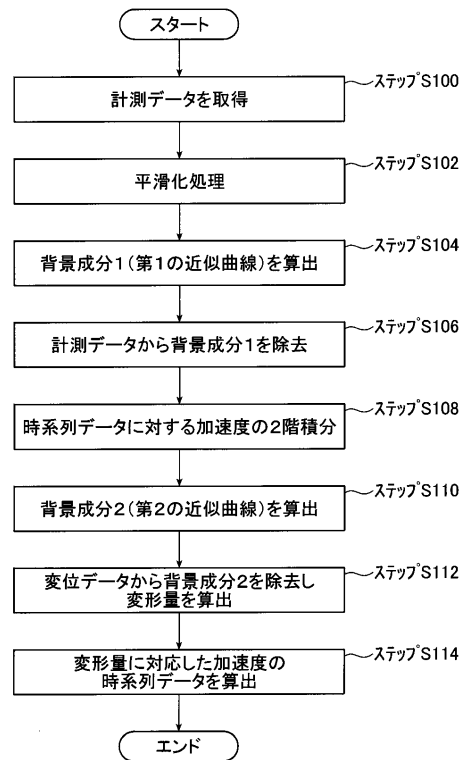 スタート
計測データを取得
ステップS100
平滑化処理
ステップS102
背景成分1(第1の近似曲線)を算出
ステップS104
計測データから背景成分1を除去
ステップS106
時系列データに対する加速度の2階積分
ステップS108
背景成分2(第2の近似曲線)を算出
ステップS110
変位データから背景成分2を除去し
変形量を算出
ステップS112
変形量に対応した加速度の
時系列データを算出
ステップS114
エンド